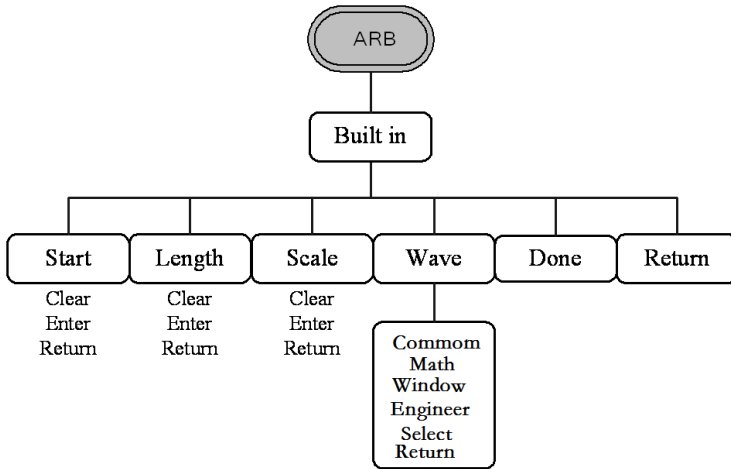 ARB
Built in
Start Length Scale Wave Done Return
Clear Clear Clear
Enter Enter Enter
Return Return Return
Commom
Math
Window
Engineer
Select
Return